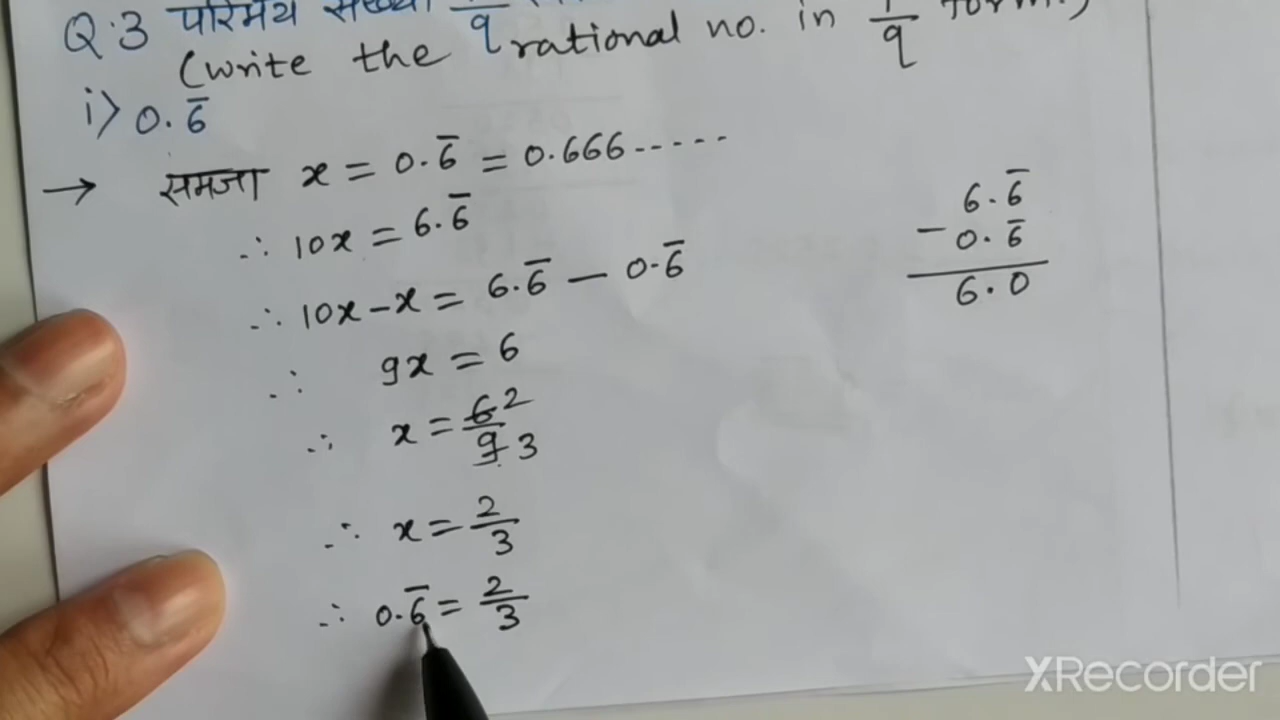 Q.3 परिमेय संख्या q
(write the rational no. in q form.)
i) 0.6̅
→ समजा x = 0.6̅ = 0.666.....
∴ 10x = 6.6̅
∴ 10x - x = 6.6̅ - 0.6̅
∴ 9x = 6
∴ x = 6/9 2 3
∴ x = 2/3
∴ 0.6̅ = 2/3
6.6̅
- 0.6̅
6.0
XRecorder